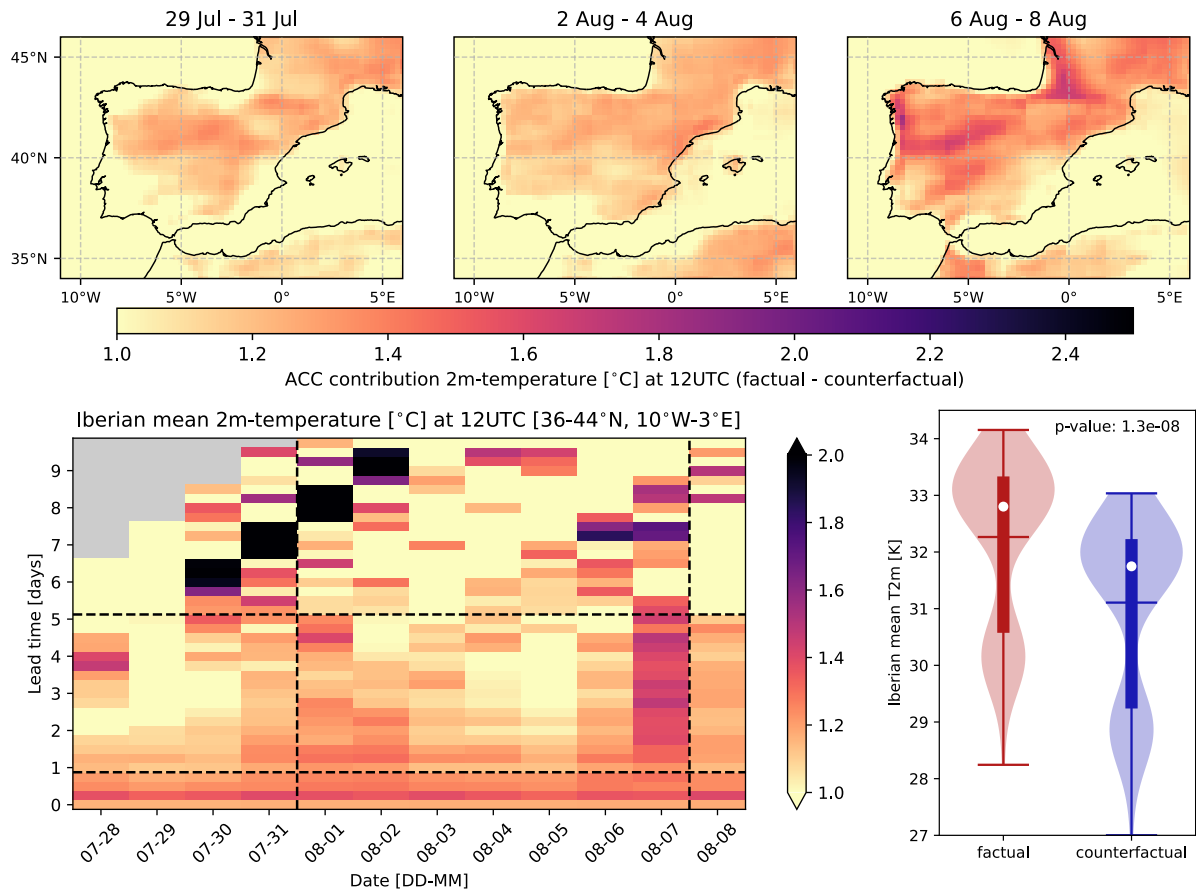 29 Jul - 31 Jul
2 Aug - 4 Aug
6 Aug - 8 Aug
45°N
40°N
35°N
10°W 5°W 0° 5°E
10°W 5°W 0° 5°E
10°W 5°W 0° 5°E
1.0 1.2 1.4 1.6 1.8 2.0 2.2 2.4
ACC contribution 2m-temperature [°C] at 12UTC (factual - counterfactual)
Iberian mean 2m-temperature [°C] at 12UTC [36-44°N, 10°W-3°E]
Lead time [days]
9
8
7
6
5
4
3
2
1
0
07-28 07-29 07-30 07-31 08-01 08-02 08-03 08-04 08-05 08-06 08-07 08-08
Date [DD-MM]
2.0
1.8
1.6
1.4
1.2
1.0
p-value: 1.3e-08
Iberian mean T2m [K]
34
33
32
31
30
29
28
27
factual counterfactual